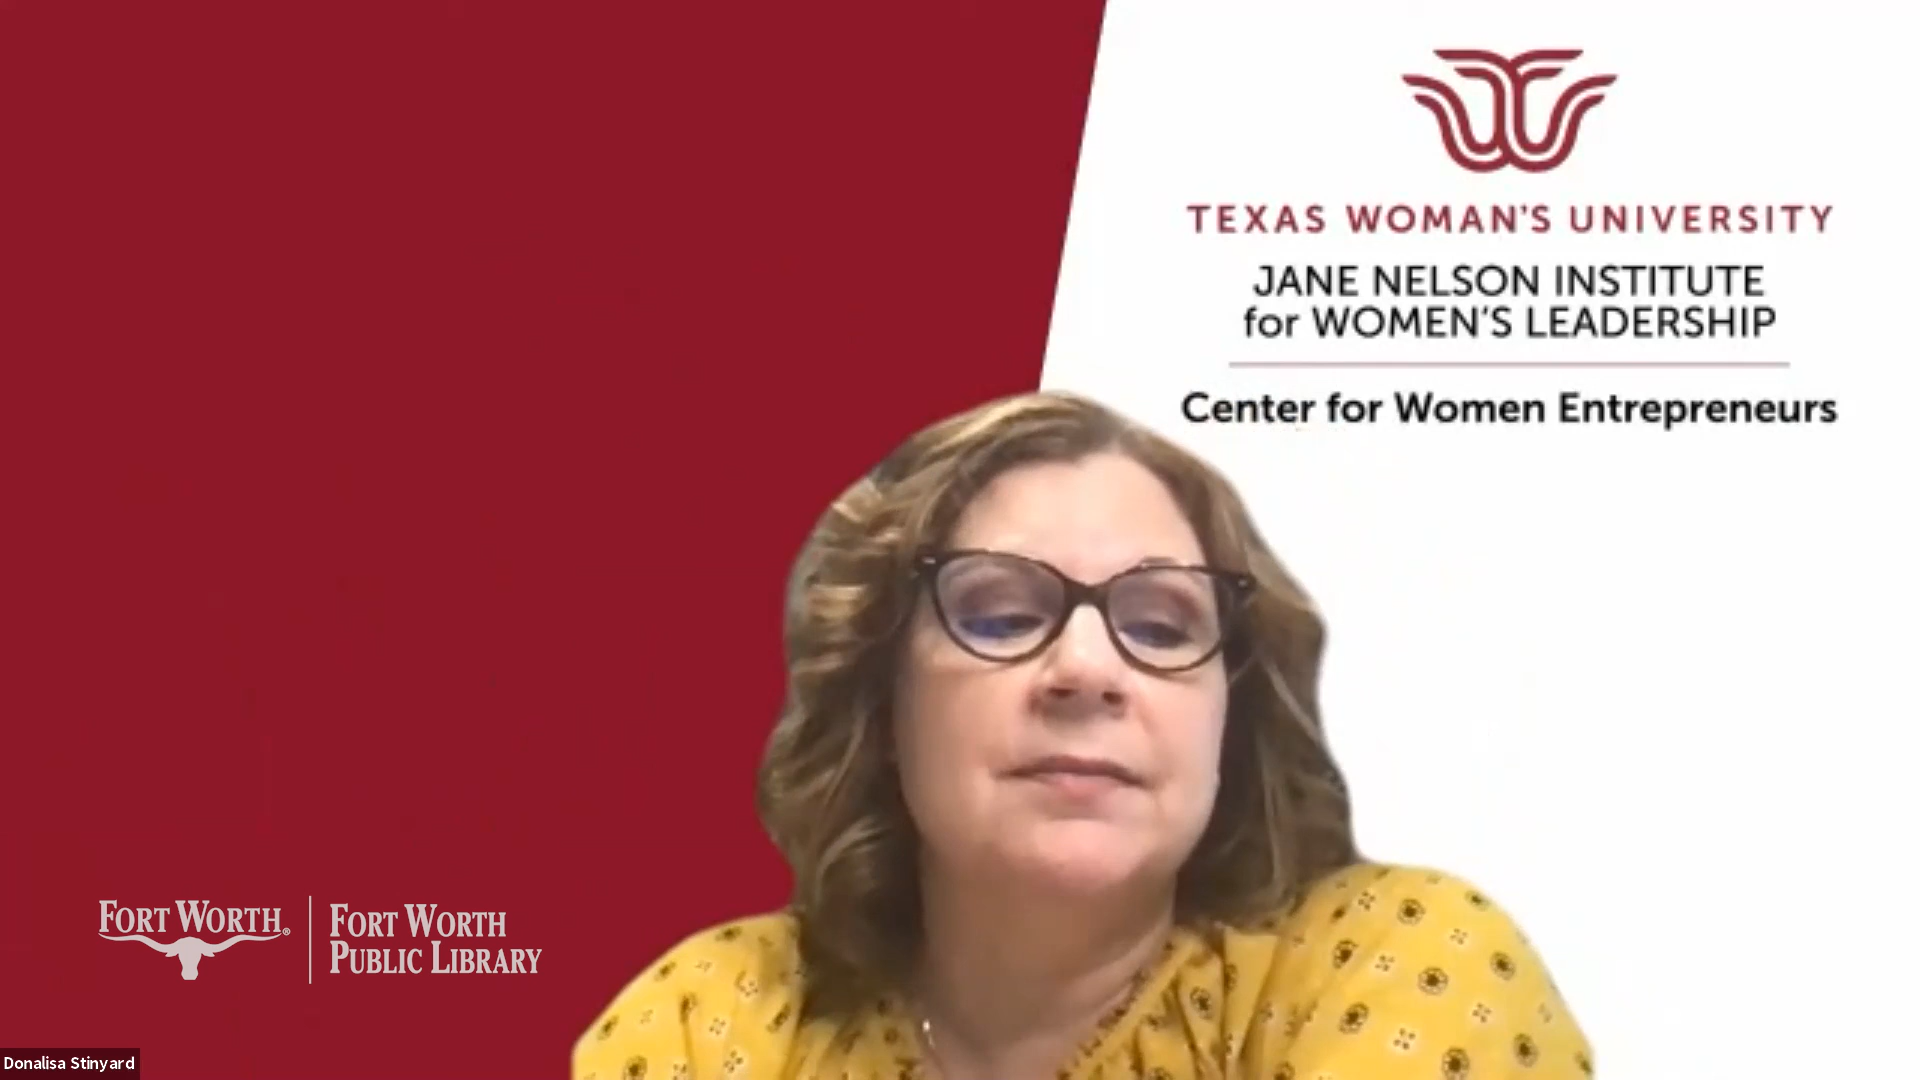 TEXAS WOMAN'S UNIVERSITY
JANE NELSON INSTITUTE
for WOMEN'S LEADERSHIP
Center for Women Entrepreneurs
FORT WORTH®
FORT WORTH
PUBLIC LIBRARY
Donalisa Stinyard